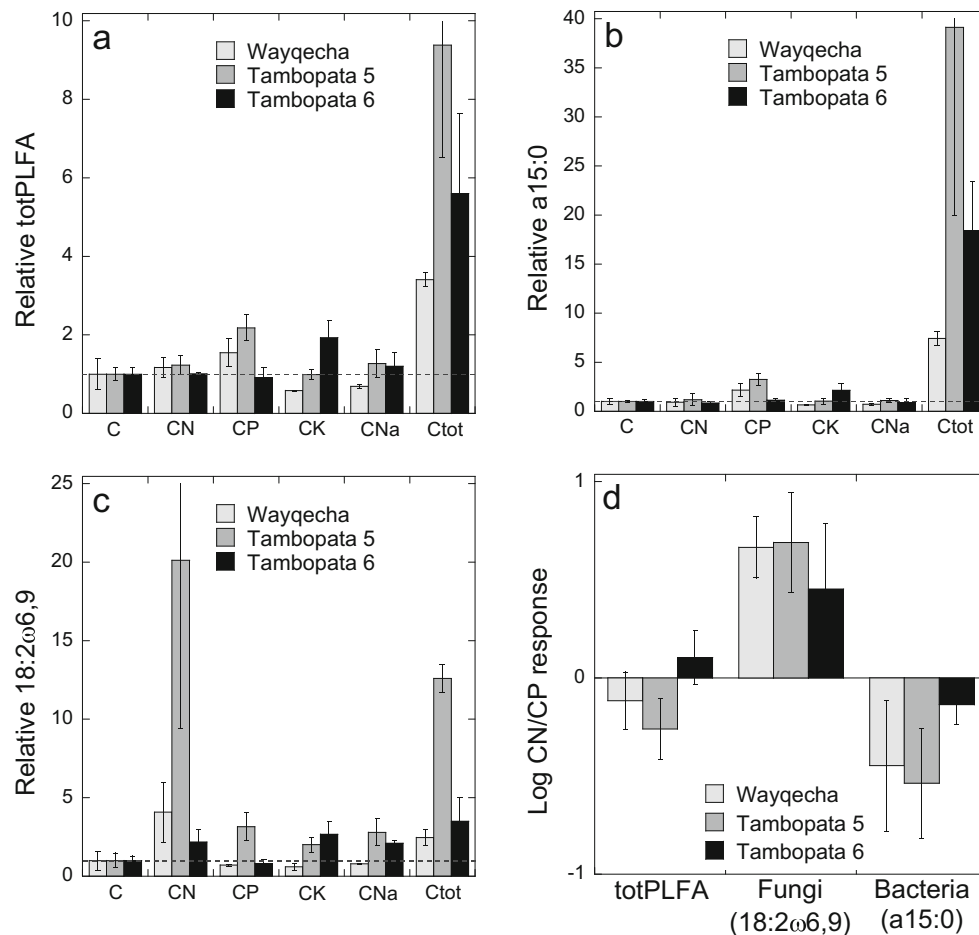 a
Relative totPLFA
10
8
6
4
2
0
Wayqecha
Tambopata 5
Tambopata 6
C CN CP CK CNa Ctot
b
Relative a15:0
40
35
30
25
20
15
10
5
0
Wayqecha
Tambopata 5
Tambopata 6
C CN CP CK CNa Ctot
c
Relative 18:2ω6,9
25
20
15
10
5
0
Wayqecha
Tambopata 5
Tambopata 6
C CN CP CK CNa Ctot
d
Log CN/CP response
1
0
-1
Wayqecha
Tambopata 5
Tambopata 6
totPLFA Fungi Bacteria
(18:2ω6,9) (a15:0)